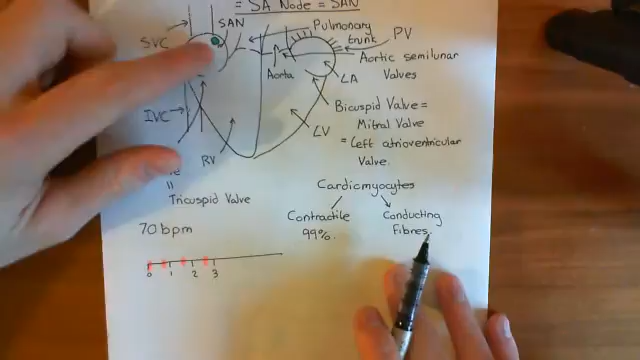 = SA Node = SAN
SAN
Pulmonary
trunk
PV
SVC
Aortic semilunar
Valves
Aorta
LA
IVC
Bicuspid Valve =
Mitral Valve
= Left atrioventricular
Valve.
LV
RV
=
Tricuspid Valve
Cardiomyocytes
Contractile
99%.
Conducting
Fibres.
70 bpm
0 1 2 3